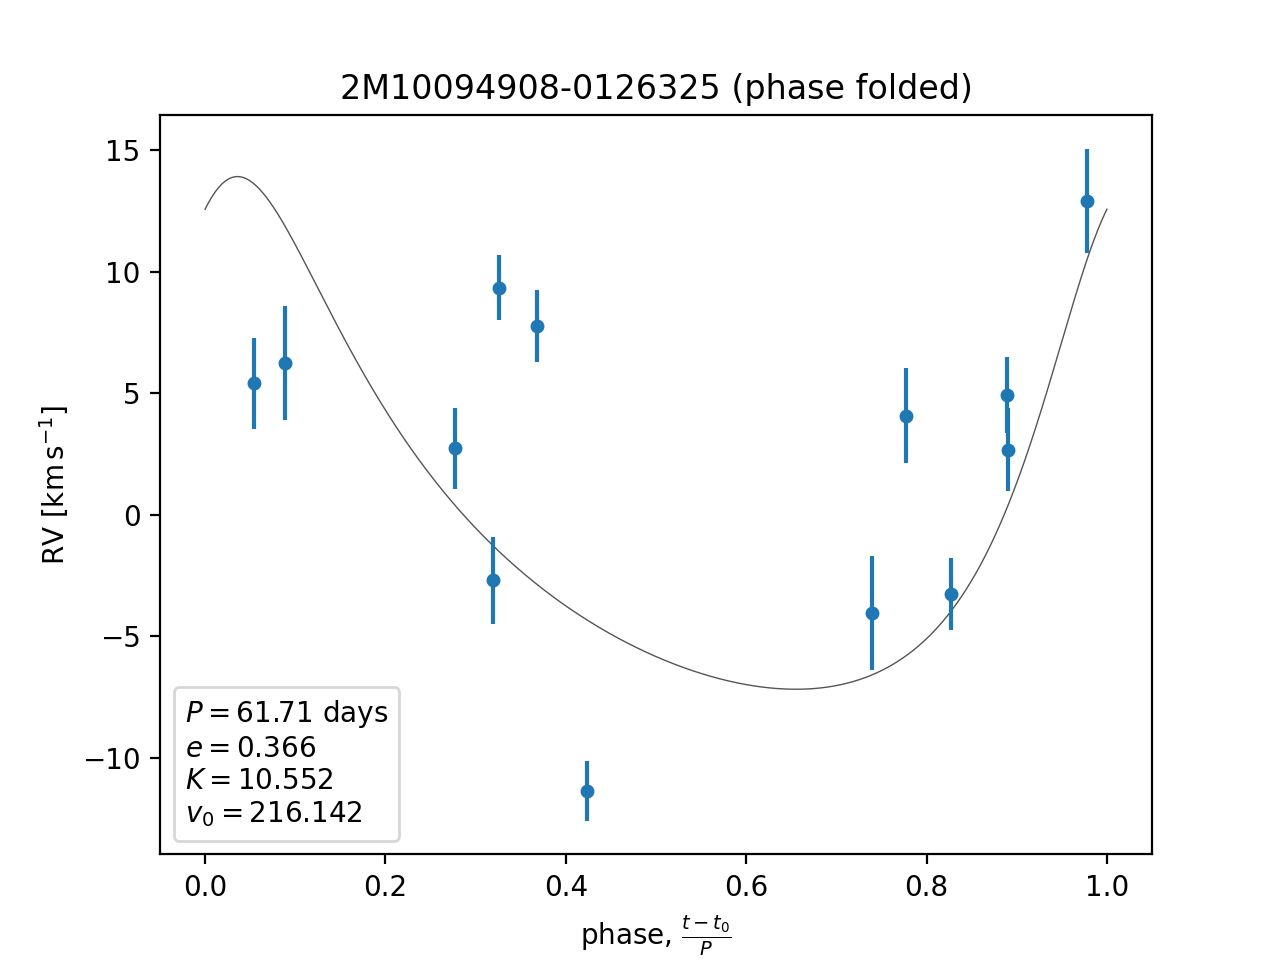 2M10094908-0126325 (phase folded)
15
10
5
0
−5
−10
RV [km s⁻¹]
P = 61.71 days
e = 0.366
K = 10.552
v₀ = 216.142
0.0 0.2 0.4 0.6 0.8 1.0
phase, (t − t₀)/P